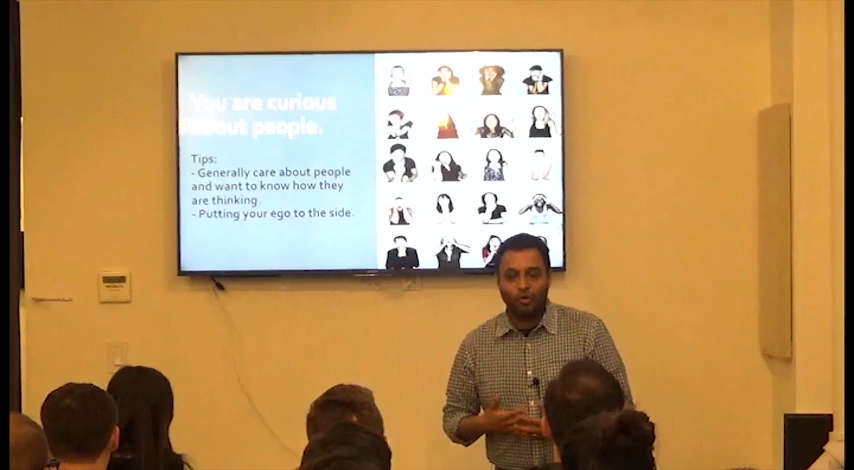 You are curious
about people.
Tips:
- Generally care about people
and want to know how they
are thinking.
- Putting your ego to the side.